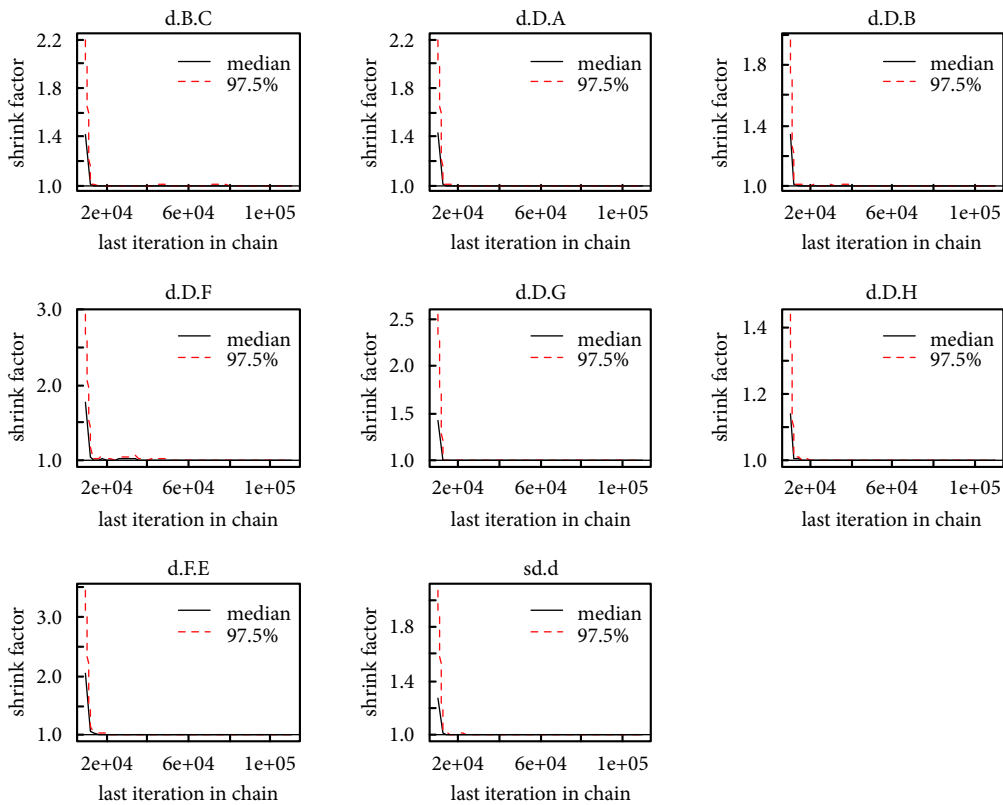 d.B.C
shrink factor
2.2
1.8
1.4
1.0
median
97.5%
2e+04 6e+04 1e+05
last iteration in chain
d.D.A
shrink factor
2.2
1.8
1.4
1.0
median
97.5%
2e+04 6e+04 1e+05
last iteration in chain
d.D.B
shrink factor
1.8
1.4
1.0
median
97.5%
2e+04 6e+04 1e+05
last iteration in chain
d.D.F
shrink factor
3.0
2.0
1.0
median
97.5%
2e+04 6e+04 1e+05
last iteration in chain
d.D.G
shrink factor
2.5
2.0
1.5
1.0
median
97.5%
2e+04 6e+04 1e+05
last iteration in chain
d.D.H
shrink factor
1.4
1.2
1.0
median
97.5%
2e+04 6e+04 1e+05
last iteration in chain
d.F.E
shrink factor
3.0
2.0
1.0
median
97.5%
2e+04 6e+04 1e+05
last iteration in chain
sd.d
shrink factor
1.8
1.4
1.0
median
97.5%
2e+04 6e+04 1e+05
last iteration in chain